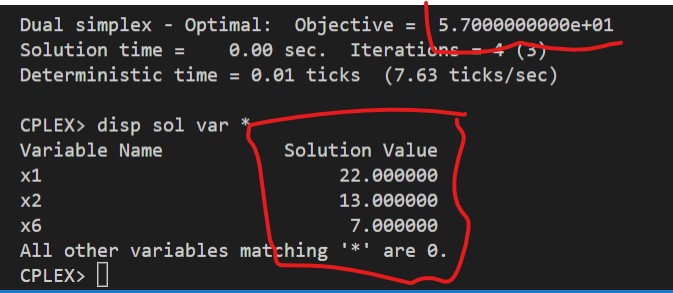 Dual simplex - Optimal:  Objective =  5.7000000000e+01
Solution time =    0.00 sec.  Iterations = 4 (3)
Deterministic time = 0.01 ticks  (7.63 ticks/sec)
CPLEX> disp sol var *
Variable Name           Solution Value
x1                           22.000000
x2                           13.000000
x6                            7.000000
All other variables matching '*' are 0.
CPLEX>